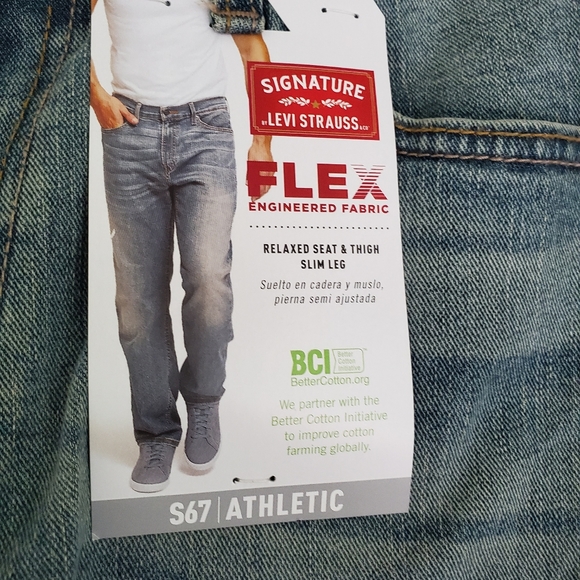 SIGNATURE
BY LEVI STRAUSS & CO
FLEX
ENGINEERED FABRIC
RELAXED SEAT & THIGH
SLIM LEG
Suelto en cadera y muslo,
pierna semi ajustada
BCI
Better
Cotton
Initiative
BetterCotton.org
We partner with the
Better Cotton Initiative
to improve cotton
farming globally.
S67 | ATHLETIC